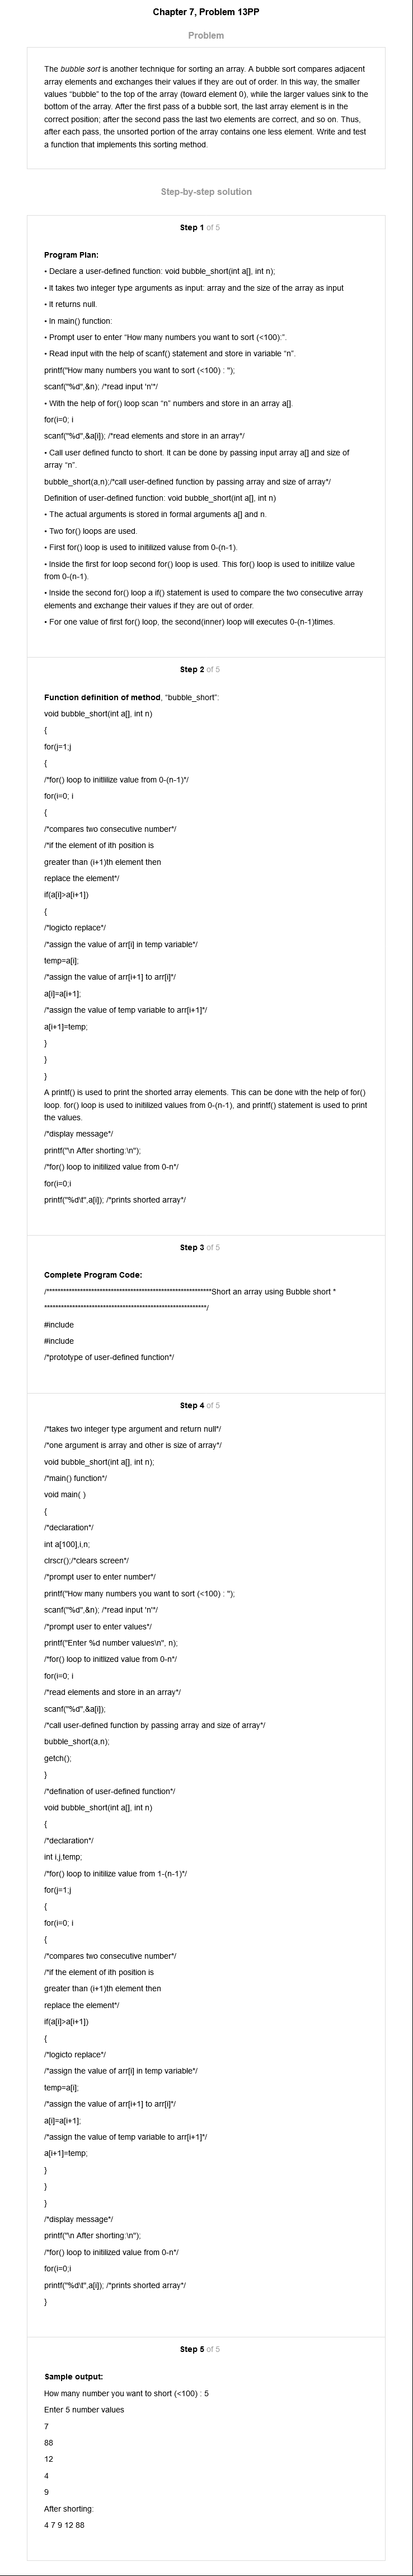 Chapter 7, Problem 13PP
Problem
The bubble sort is another technique for sorting an array. A bubble sort compares adjacent
array elements and exchanges their values if they are out of order. In this way, the smaller
values “bubble” to the top of the array (toward element 0), while the larger values sink to the
bottom of the array. After the first pass of a bubble sort, the last array element is in the
correct position; after the second pass the last two elements are correct, and so on. Thus,
after each pass, the unsorted portion of the array contains one less element. Write and test
a function that implements this sorting method.
Step-by-step solution
Step 1 of 5
Program Plan:
• Declare a user-defined function: void bubble_short(int a[], int n);
• It takes two integer type arguments as input: array and the size of the array as input
• It returns null.
• In main() function:
• Prompt user to enter “How many numbers you want to sort (<100):”.
• Read input with the help of scanf() statement and store in variable “n”.
printf("How many numbers you want to sort (<100) : ");
scanf("%d",&n); /*read input 'n'*/
• With the help of for() loop scan “n” numbers and store in an array a[].
for(i=0; i
scanf("%d",&a[i]); /*read elements and store in an array*/
• Call user defined functo to short. It can be done by passing input array a[] and size of
array “n”.
bubble_short(a,n);/*call user-defined function by passing array and size of array*/
Definition of user-defined function: void bubble_short(int a[], int n)
• The actual arguments is stored in formal arguments a[] and n.
• Two for() loops are used.
• First for() loop is used to initilized valuse from 0-(n-1).
• Inside the first for loop second for() loop is used. This for() loop is used to initilize value
from 0-(n-1).
• Inside the second for() loop a if() statement is used to compare the two consecutive array
elements and exchange their values if they are out of order.
• For one value of first for() loop, the second(inner) loop will executes 0-(n-1)times.
Step 2 of 5
Function definition of method, “bubble_short”:
void bubble_short(int a[], int n)
{
for(j=1;j
{
/*for() loop to initlilize value from 0-(n-1)*/
for(i=0; i
{
/*compares two consecutive number*/
/*if the element of ith position is
greater than (i+1)th element then
replace the element*/
if(a[i]>a[i+1])
{
/*logicto replace*/
/*assign the value of arr[i] in temp variable*/
temp=a[i];
/*assign the value of arr[i+1] to arr[i]*/
a[i]=a[i+1];
/*assign the value of temp variable to arr[i+1]*/
a[i+1]=temp;
}
}
}
A printf() is used to print the shorted array elements. This can be done with the help of for()
loop. for() loop is used to initilized values from 0-(n-1), and printf() statement is used to print
the values.
/*display message*/
printf("\n After shorting:\n");
/*for() loop to initilized value from 0-n*/
for(i=0;i
printf("%d\t",a[i]); /*prints shorted array*/
Step 3 of 5
Complete Program Code:
/************************************************************Short an array using Bubble short *
***********************************************************/
#include
#include
/*prototype of user-defined function*/
Step 4 of 5
/*takes two integer type argument and return null*/
/*one argument is array and other is size of array*/
void bubble_short(int a[], int n);
/*main() function*/
void main( )
{
/*declaration*/
int a[100],i,n;
clrscr();/*clears screen*/
/*prompt user to enter number*/
printf("How many numbers you want to sort (<100) : ");
scanf("%d",&n); /*read input 'n'*/
/*prompt user to enter values*/
printf("Enter %d number values\n", n);
/*for() loop to initlized value from 0-n*/
for(i=0; i
/*read elements and store in an array*/
scanf("%d",&a[i]);
/*call user-defined function by passing array and size of array*/
bubble_short(a,n);
getch();
}
/*defination of user-defined function*/
void bubble_short(int a[], int n)
{
/*declaration*/
int i,j,temp;
/*for() loop to initilize value from 1-(n-1)*/
for(j=1;j
{
for(i=0; i
{
/*compares two consecutive number*/
/*if the element of ith position is
greater than (i+1)th element then
replace the element*/
if(a[i]>a[i+1])
{
/*logicto replace*/
/*assign the value of arr[i] in temp variable*/
temp=a[i];
/*assign the value of arr[i+1] to arr[i]*/
a[i]=a[i+1];
/*assign the value of temp variable to arr[i+1]*/
a[i+1]=temp;
}
}
}
/*display message*/
printf("\n After shorting:\n");
/*for() loop to initilized value from 0-n*/
for(i=0;i
printf("%d\t",a[i]); /*prints shorted array*/
}
Step 5 of 5
Sample output:
How many number you want to short (<100) : 5
Enter 5 number values
7
88
12
4
9
After shorting:
4 7 9 12 88